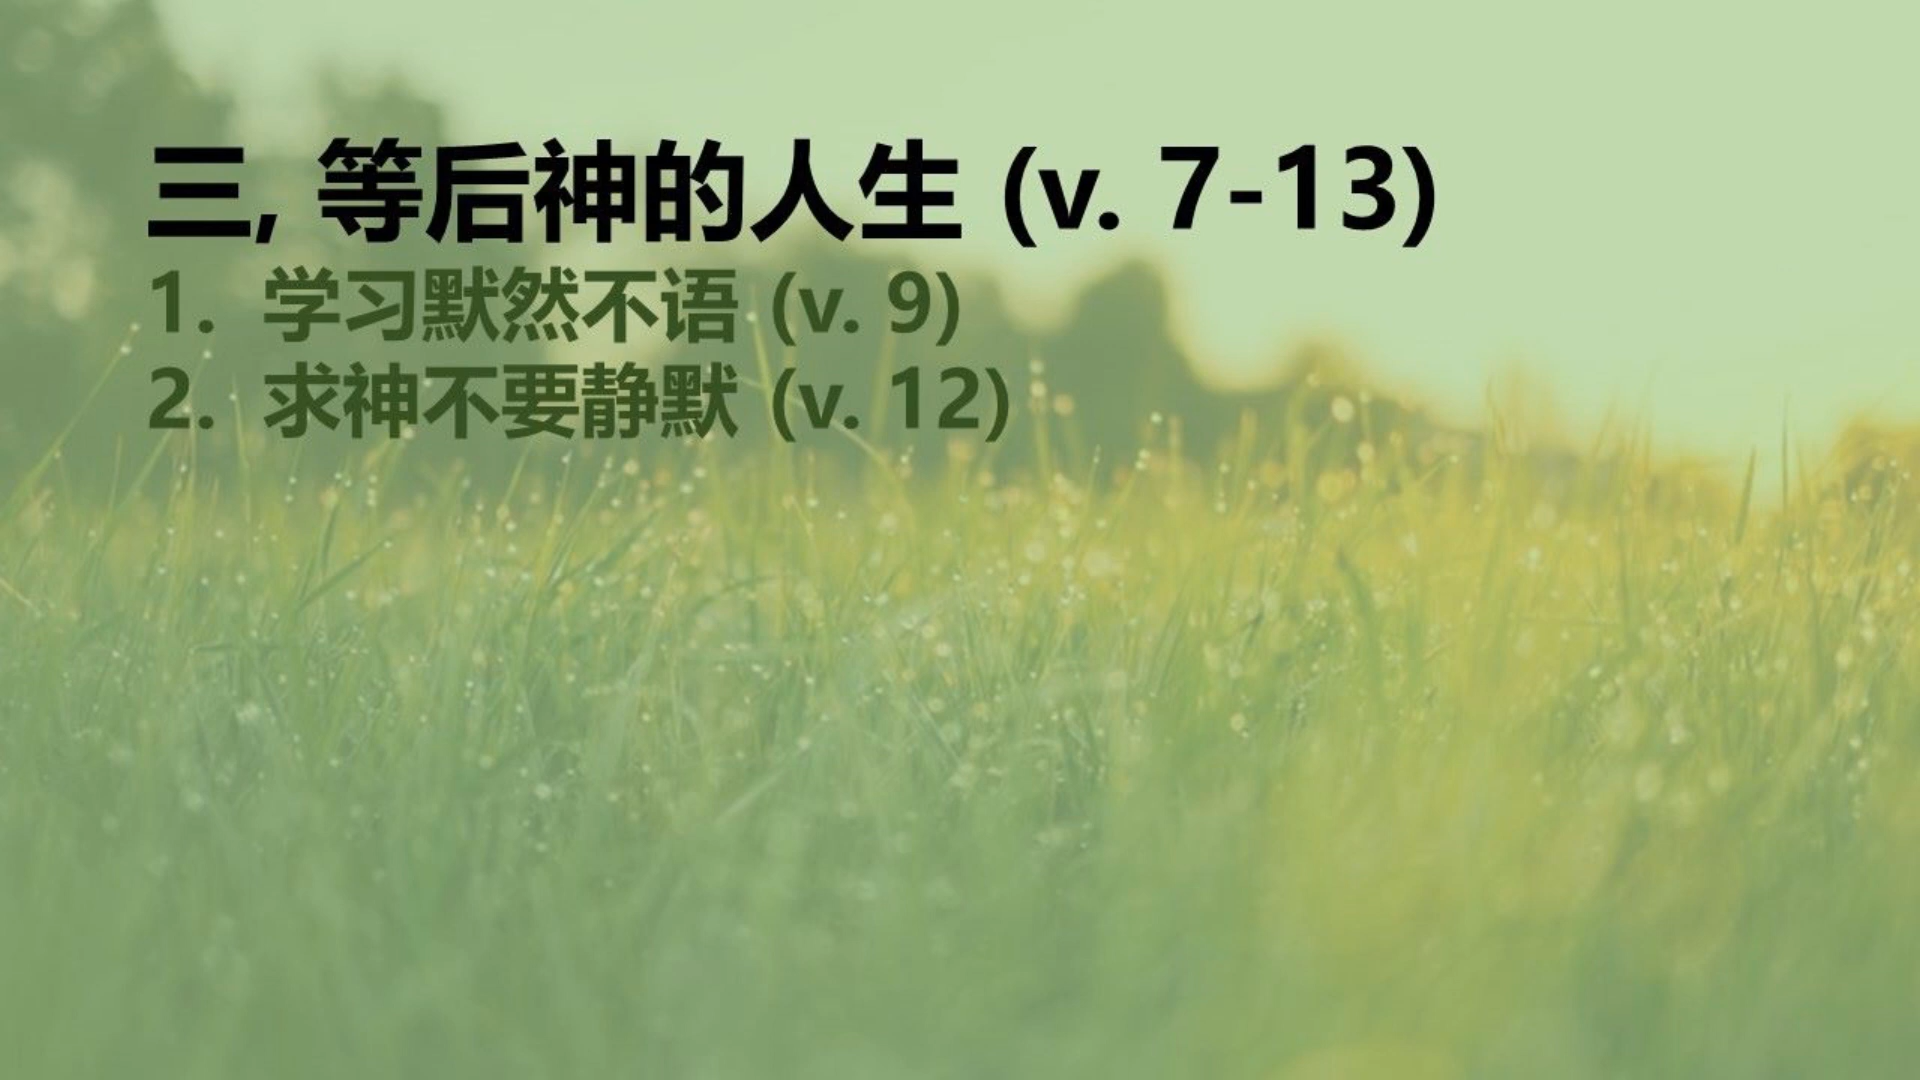 三, 等后神的人生 (v. 7-13)
1. 学习默然不语 (v. 9)
2. 求神不要静默 (v. 12)